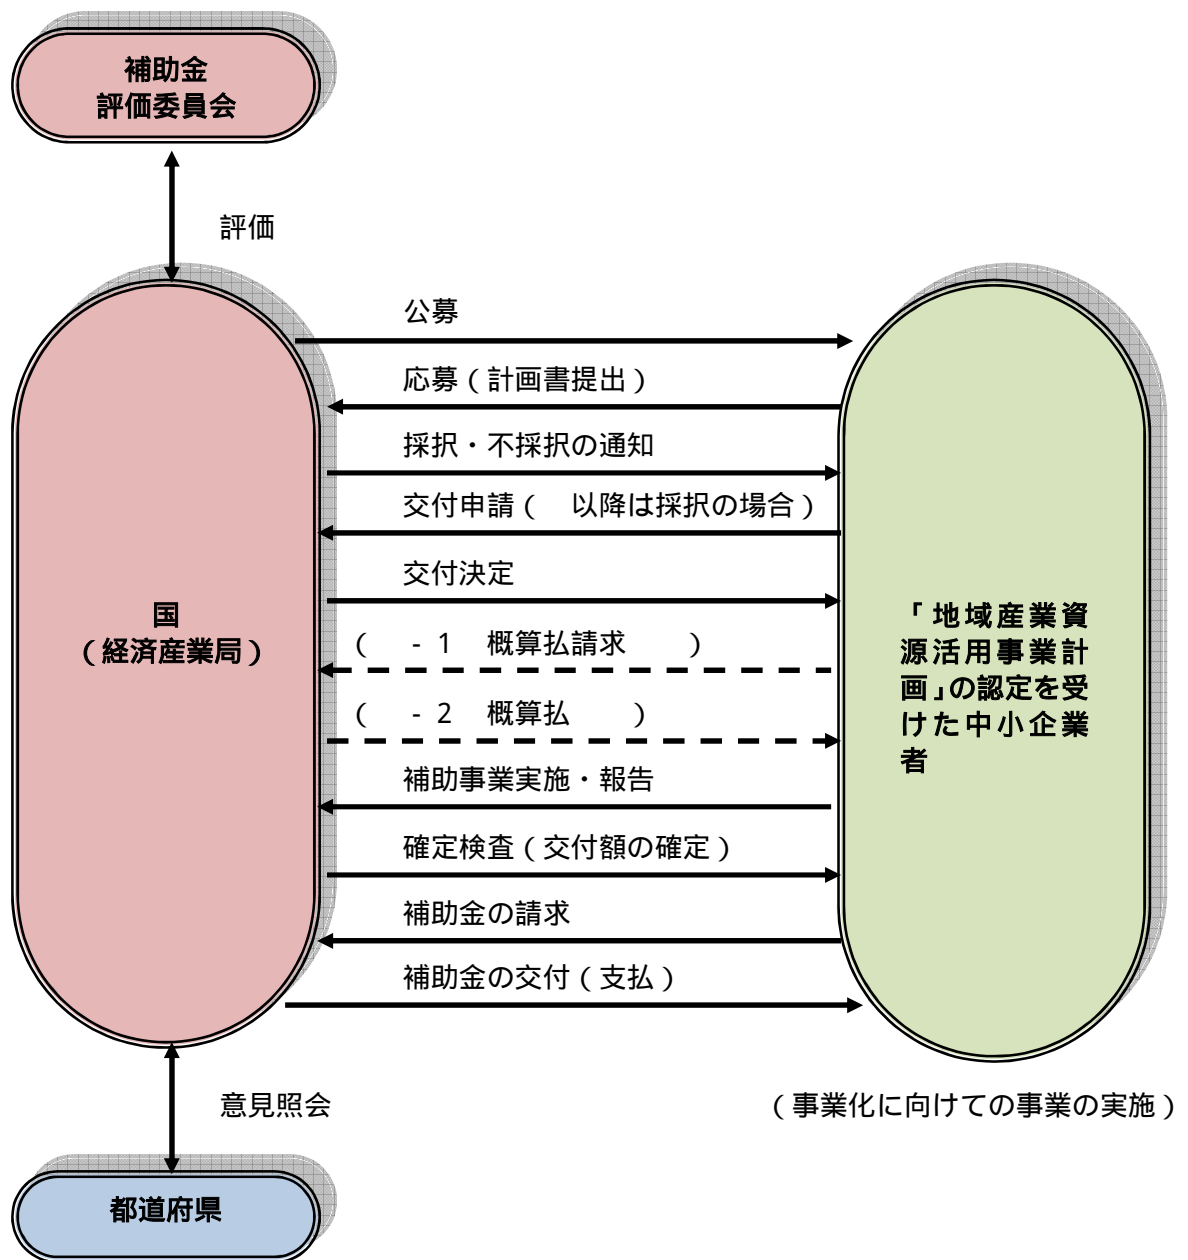 補助金
評価委員会
評価
公募
応募(計画書提出)
採択・不採択の通知
交付申請(　以降は採択の場合)
交付決定
国
(経済産業局)
(　-1　概算払請求　　)
(　-2　概算払　　)
補助事業実施・報告
確定検査(交付額の確定)
補助金の請求
補助金の交付(支払)
「地域産業資
源活用事業計
画」の認定を受
けた中小企業
者
意見照会
(事業化に向けての事業の実施)
都道府県